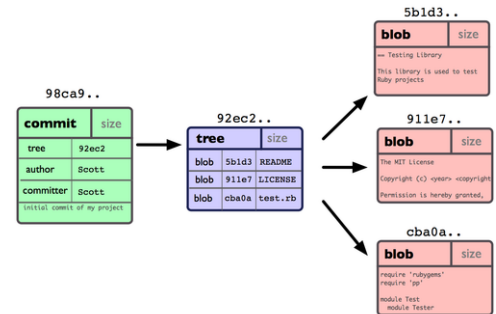 98ca9..
commit size
tree 92ec2
author Scott
committer Scott
initial commit of my project
92ec2..
tree size
blob 5b1d3 README
blob 911e7 LICENSE
blob cba0a test.rb
5b1d3..
blob size
== Testing Library
This library is used to test
Ruby projects
911e7..
blob size
The MIT License
Copyright (c) <year> <copyright
Permission is hereby granted,
cba0a..
blob size
require 'rubygems'
require 'pp'
module Test
module Tester